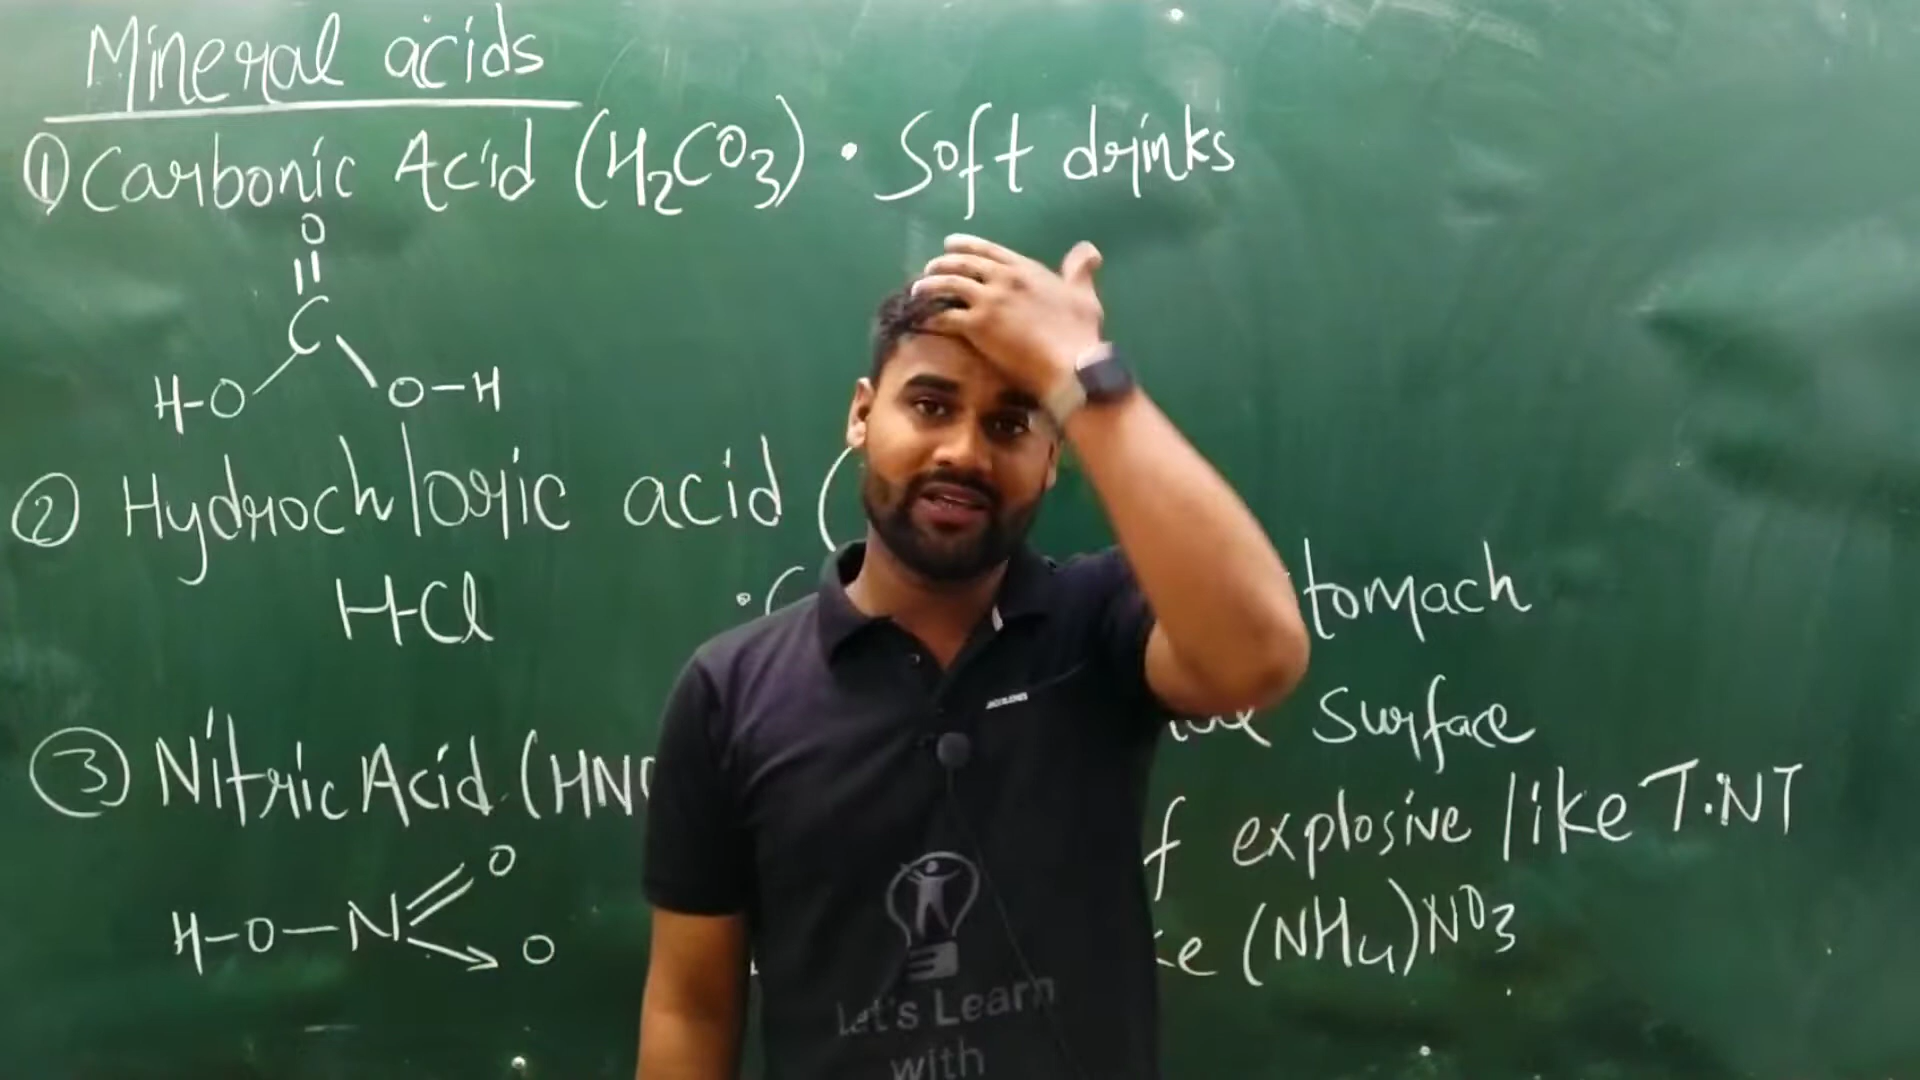 Mineral acids
① Carbonic Acid (H₂CO₃) • Soft drinks
O
C
H-O O-H
② Hydrochloric acid (
HCl
tomach
surface
③ Nitric Acid (HN
f explosive like T.NT
H-O-N O
O
(NH₄)NO₃
Let's Learn
with